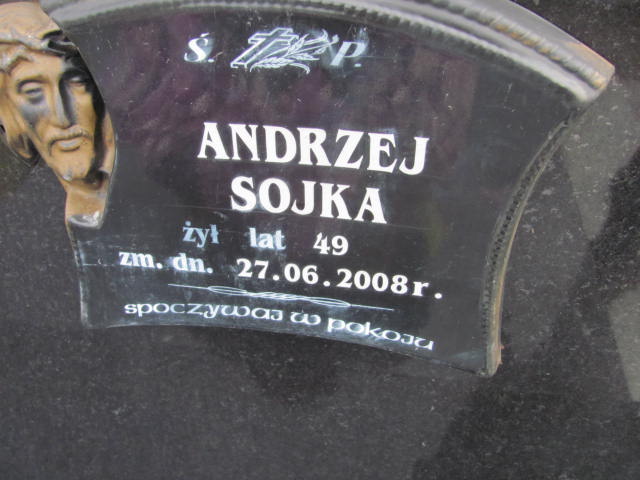 Ś. P.
ANDRZEJ
SOJKA
żył lat 49
zm. dn. 27.06.2008 r.
spoczywaj w pokoju